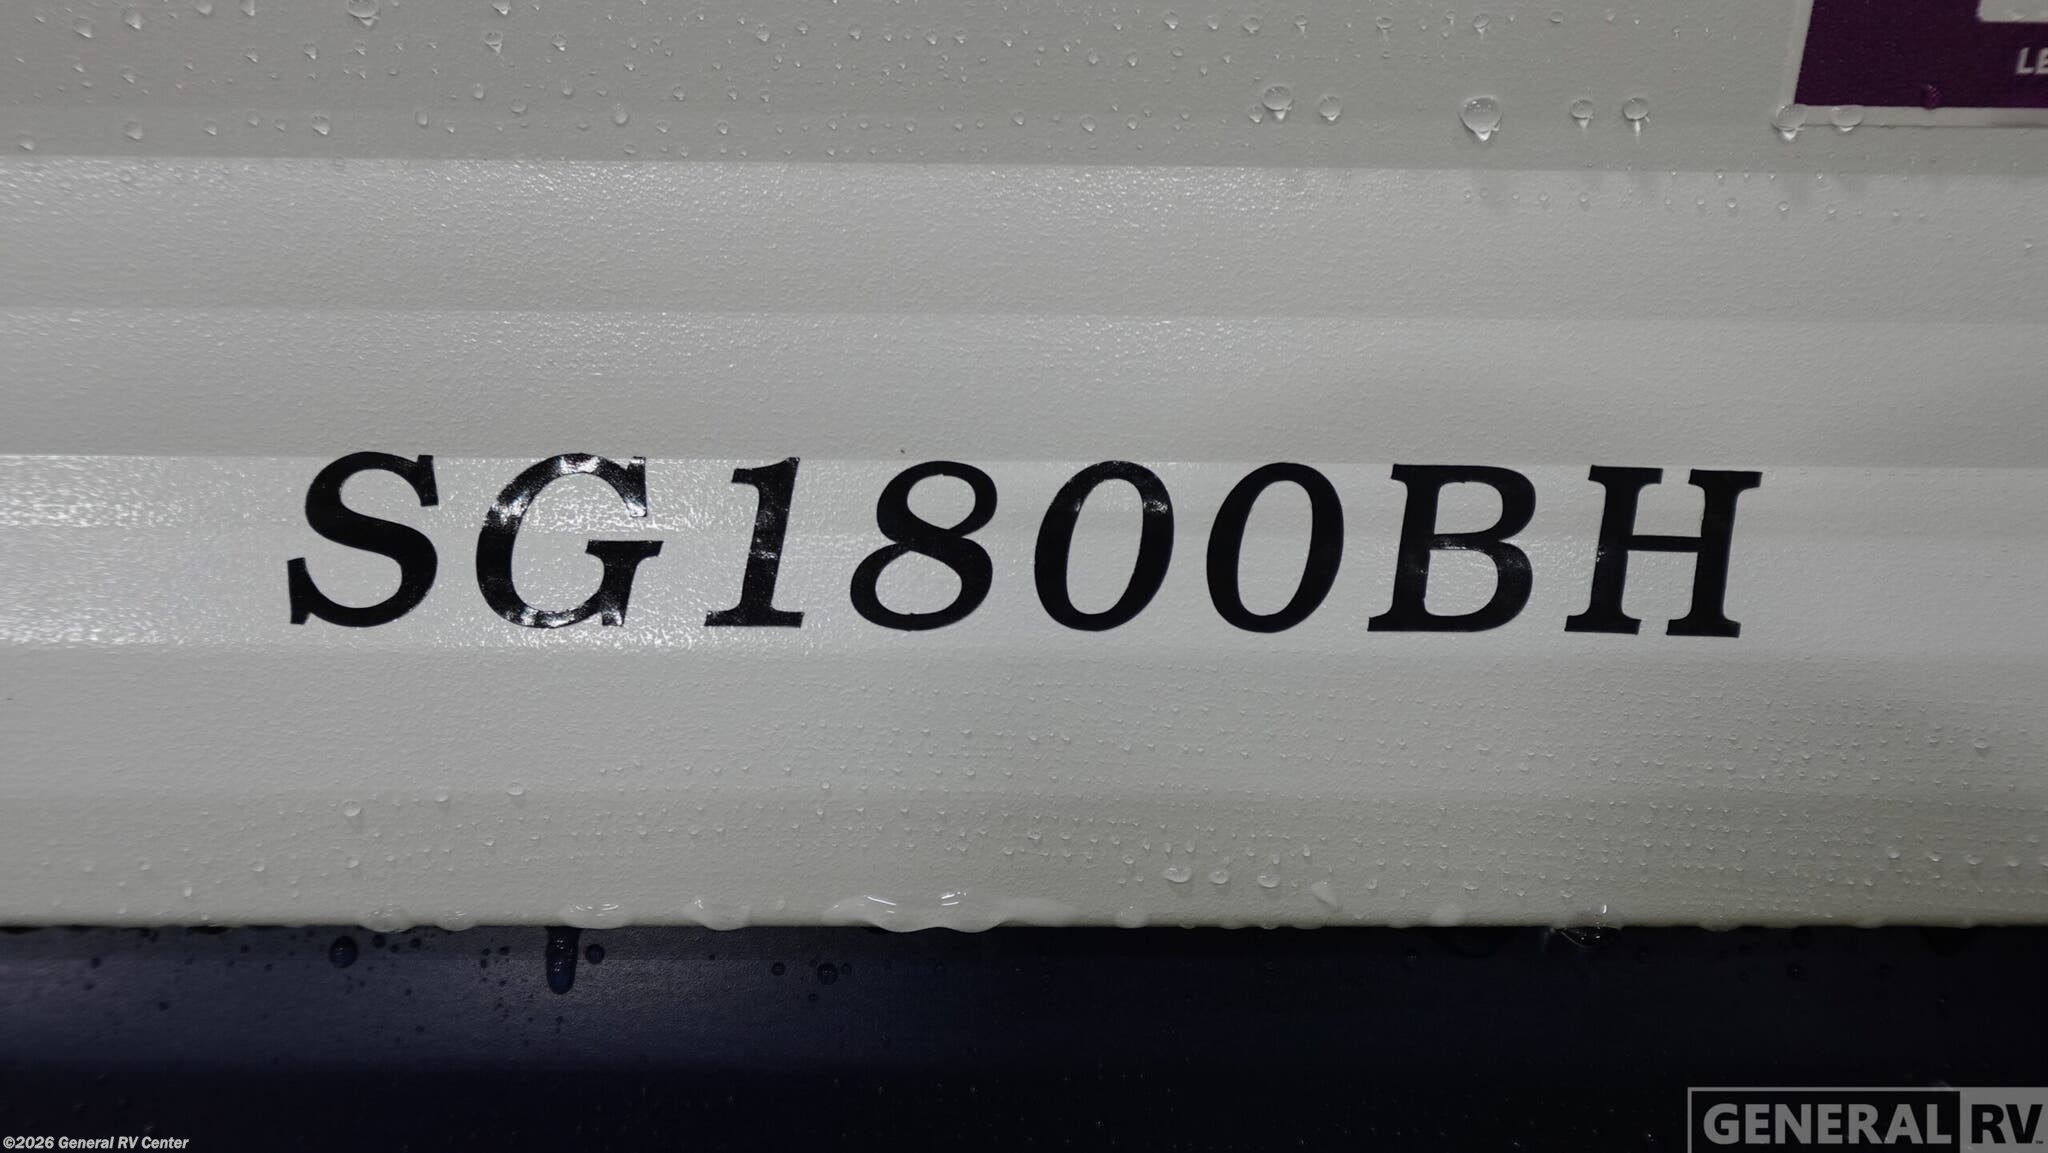 SG1800BH
©2026 General RV Center
GENERAL RV